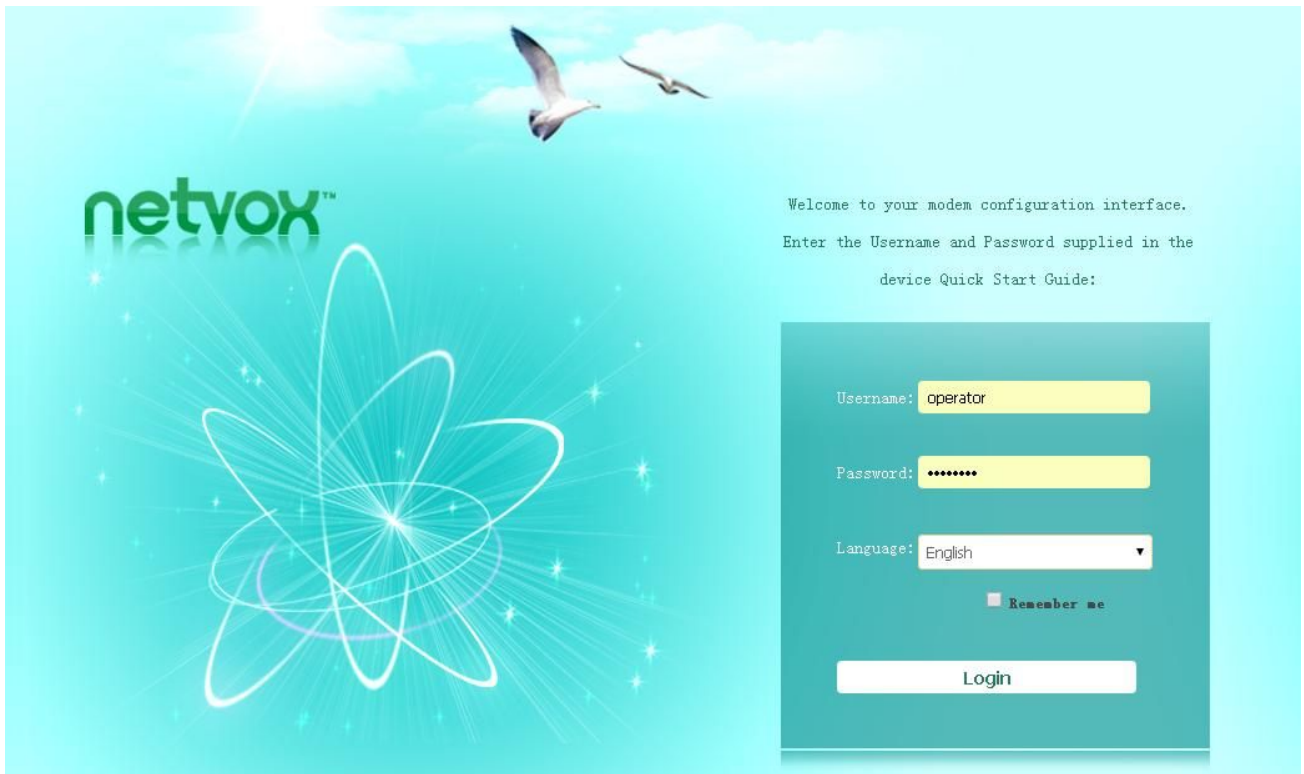 netvox™
Welcome to your modem configuration interface.
Enter the Username and Password supplied in the
device Quick Start Guide:
Username: operator
Password: ••••••••
Language: English
Remember me
Login